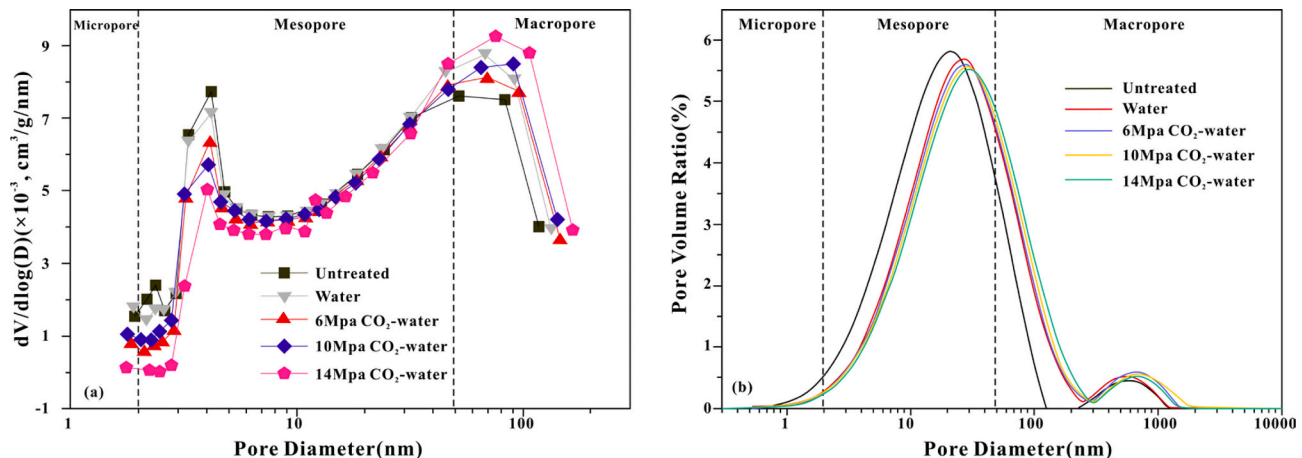 Micropore Mesopore Macropore
dV/dlog(D)(×10⁻³, cm³/g/nm)
9
7
5
3
1
-1
Untreated
Water
6Mpa CO₂-water
10Mpa CO₂-water
14Mpa CO₂-water
(a)
1 10 100
Pore Diameter(nm)
Micropore Mesopore Macropore
Pore Volume Ratio(%)
6
5
4
3
2
1
0
Untreated
Water
6Mpa CO₂-water
10Mpa CO₂-water
14Mpa CO₂-water
(b)
1 10 100 1000 10000
Pore Diameter(nm)